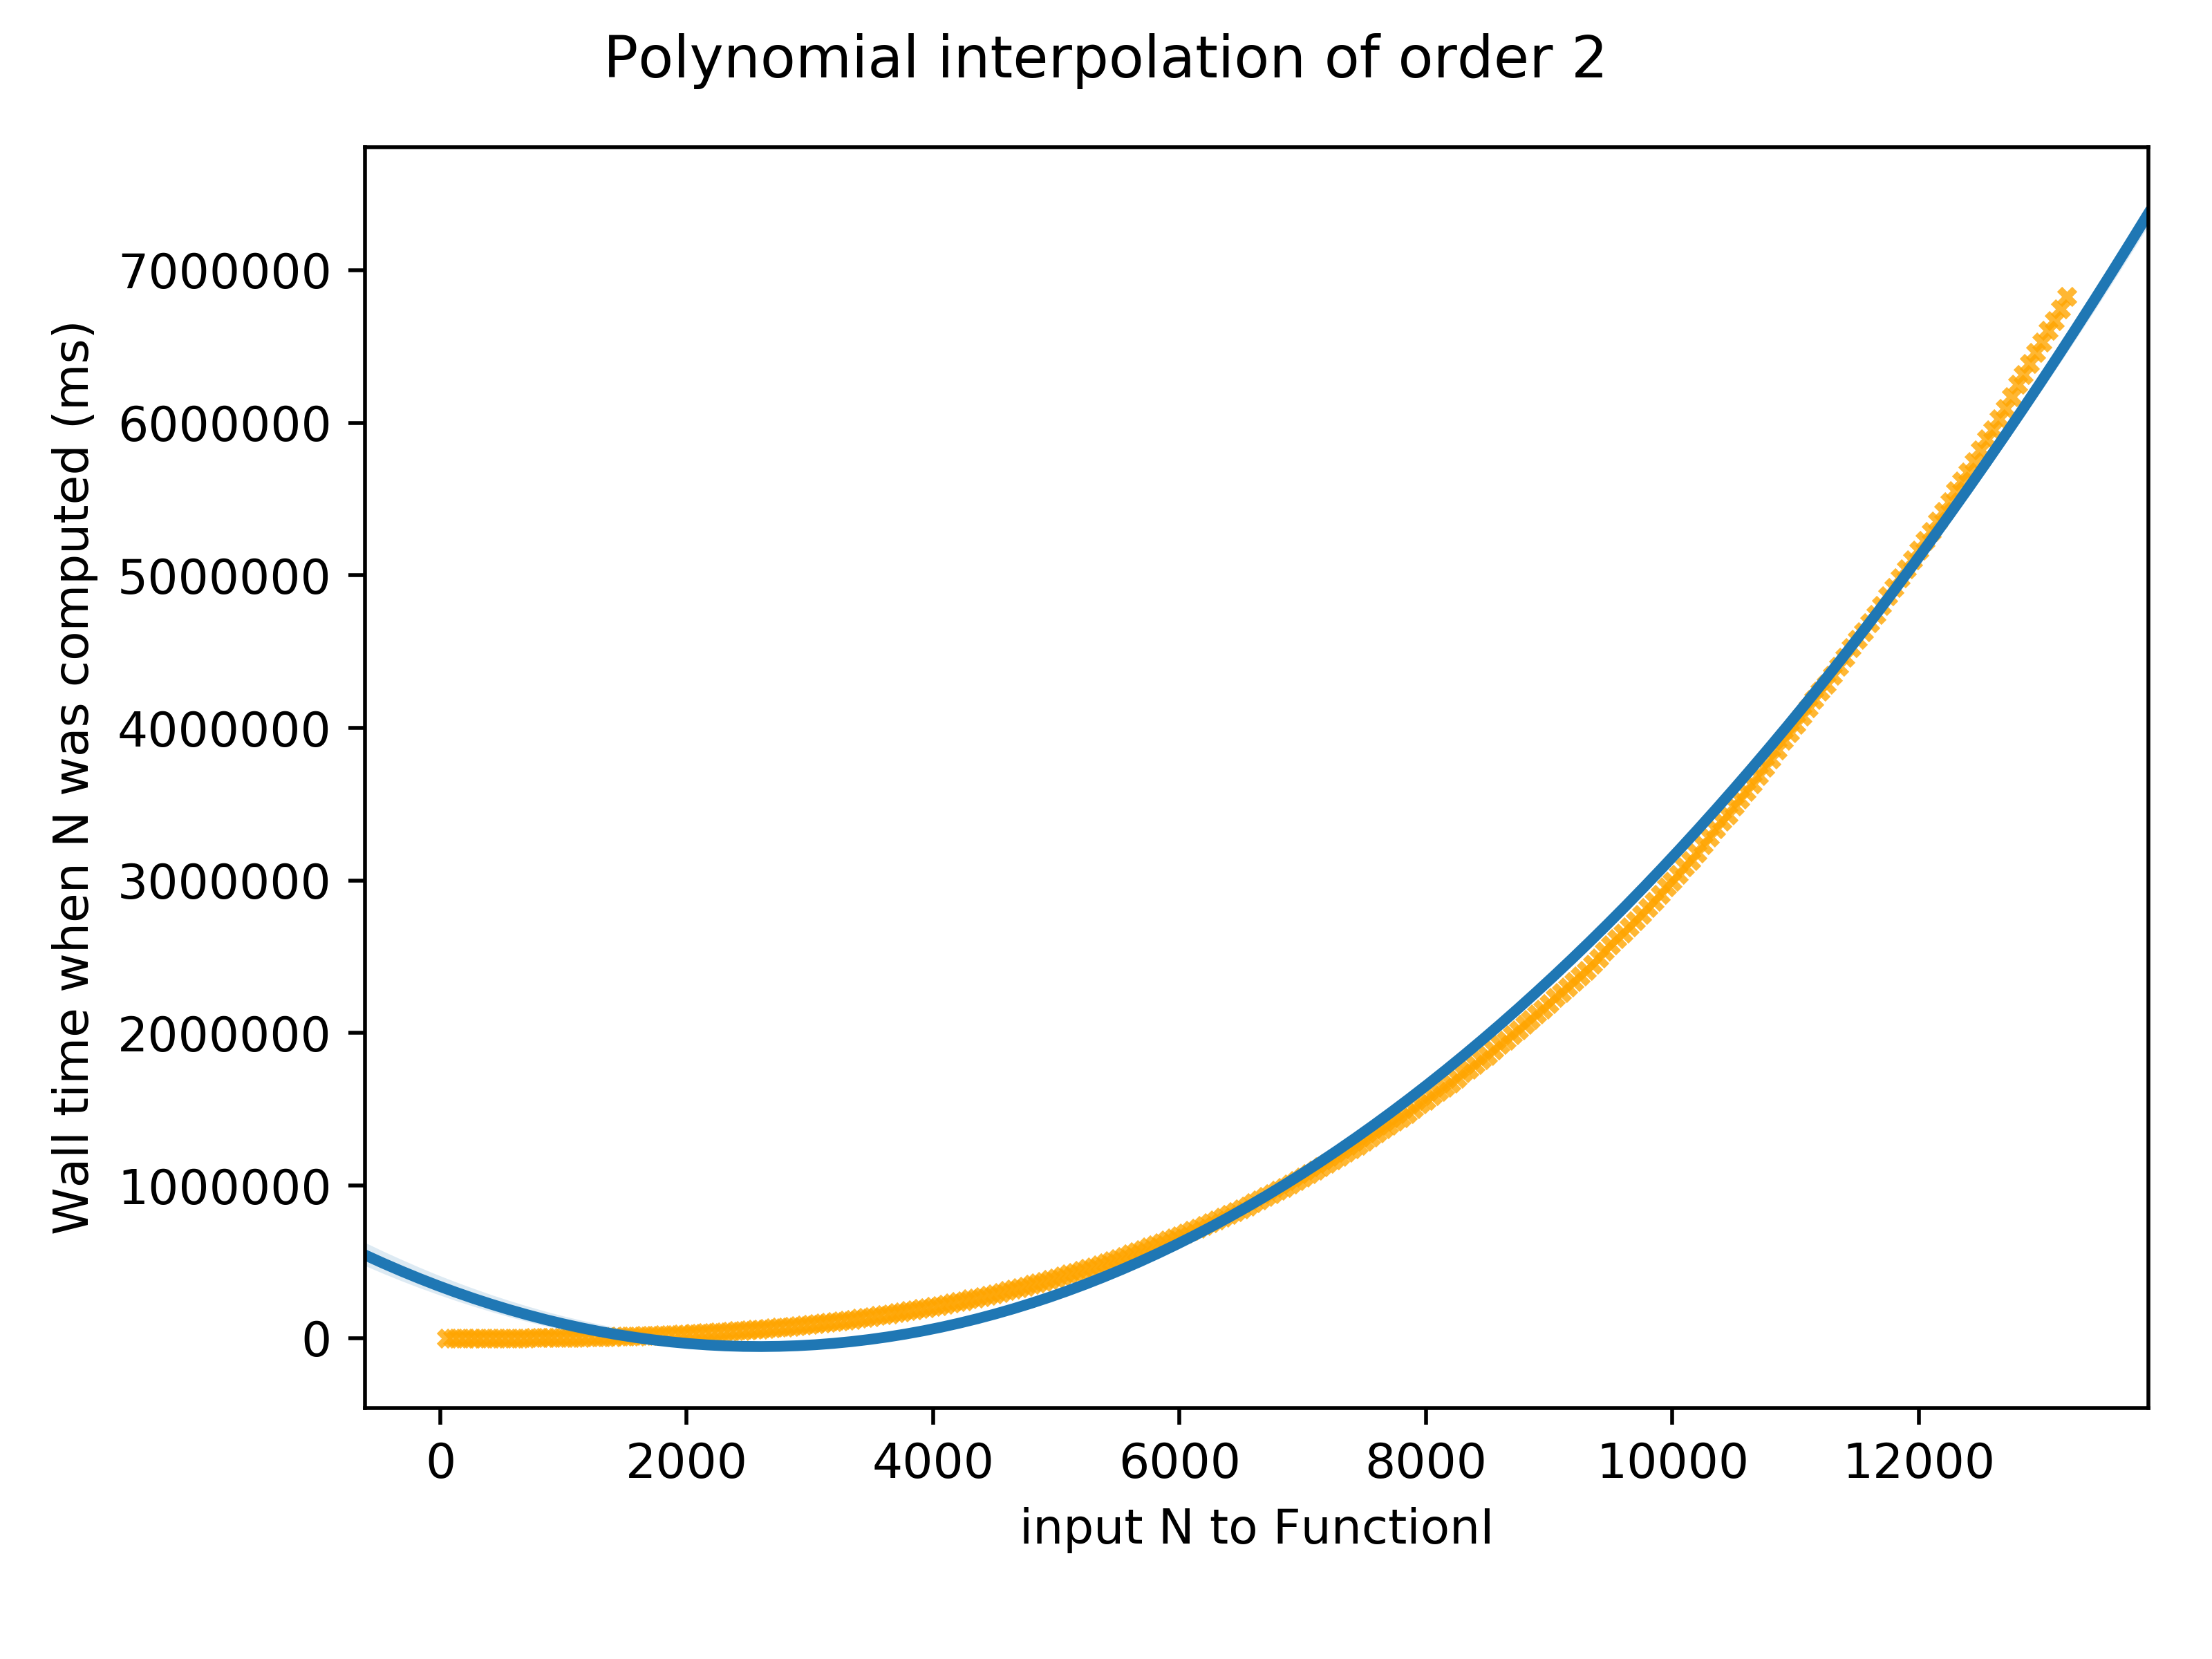 Polynomial interpolation of order 2
Wall time when N was computed (ms)
7000000
6000000
5000000
4000000
3000000
2000000
1000000
0
0 2000 4000 6000 8000 10000 12000
input N to FunctionI